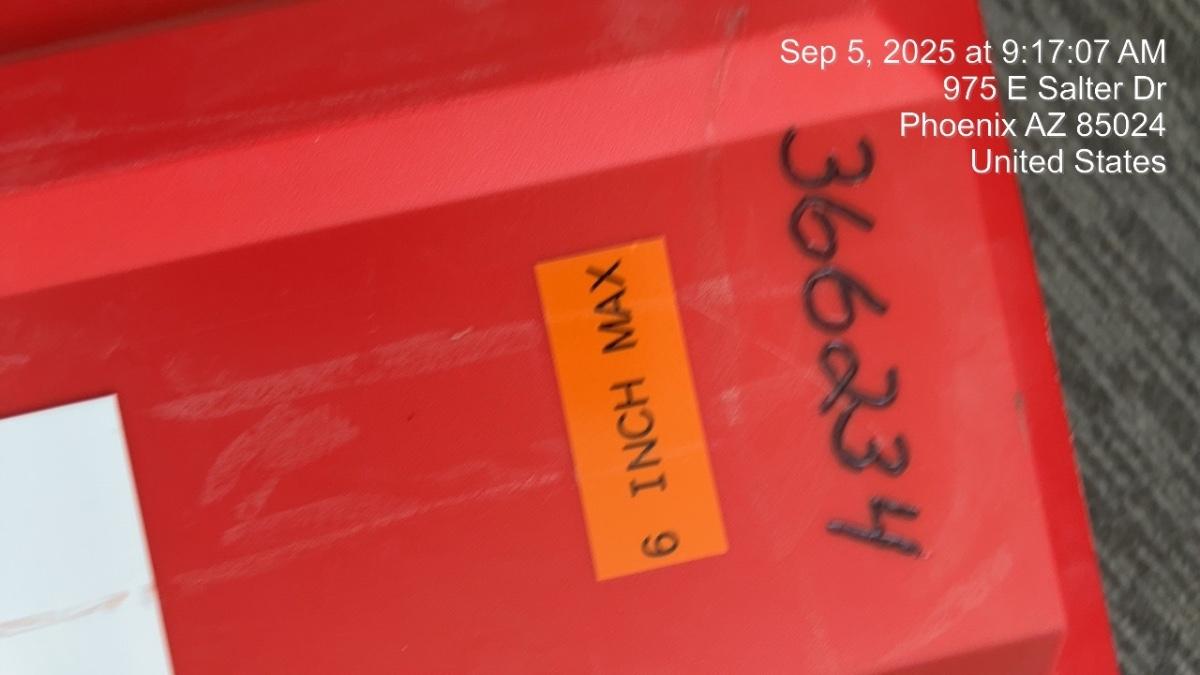 Sep 5, 2025 at 9:17:07 AM
975 E Salter Dr
Phoenix AZ 85024
United States
366234
6 INCH MAX